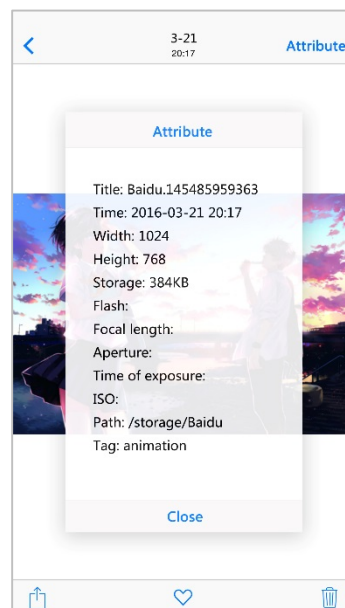 3-21
20:17
Attribute
Attribute
Title: Baidu.145485959363
Time: 2016-03-21 20:17
Width: 1024
Height: 768
Storage: 384KB
Flash:
Focal length:
Aperture:
Time of exposure:
ISO:
Path: /storage/Baidu
Tag: animation
Close